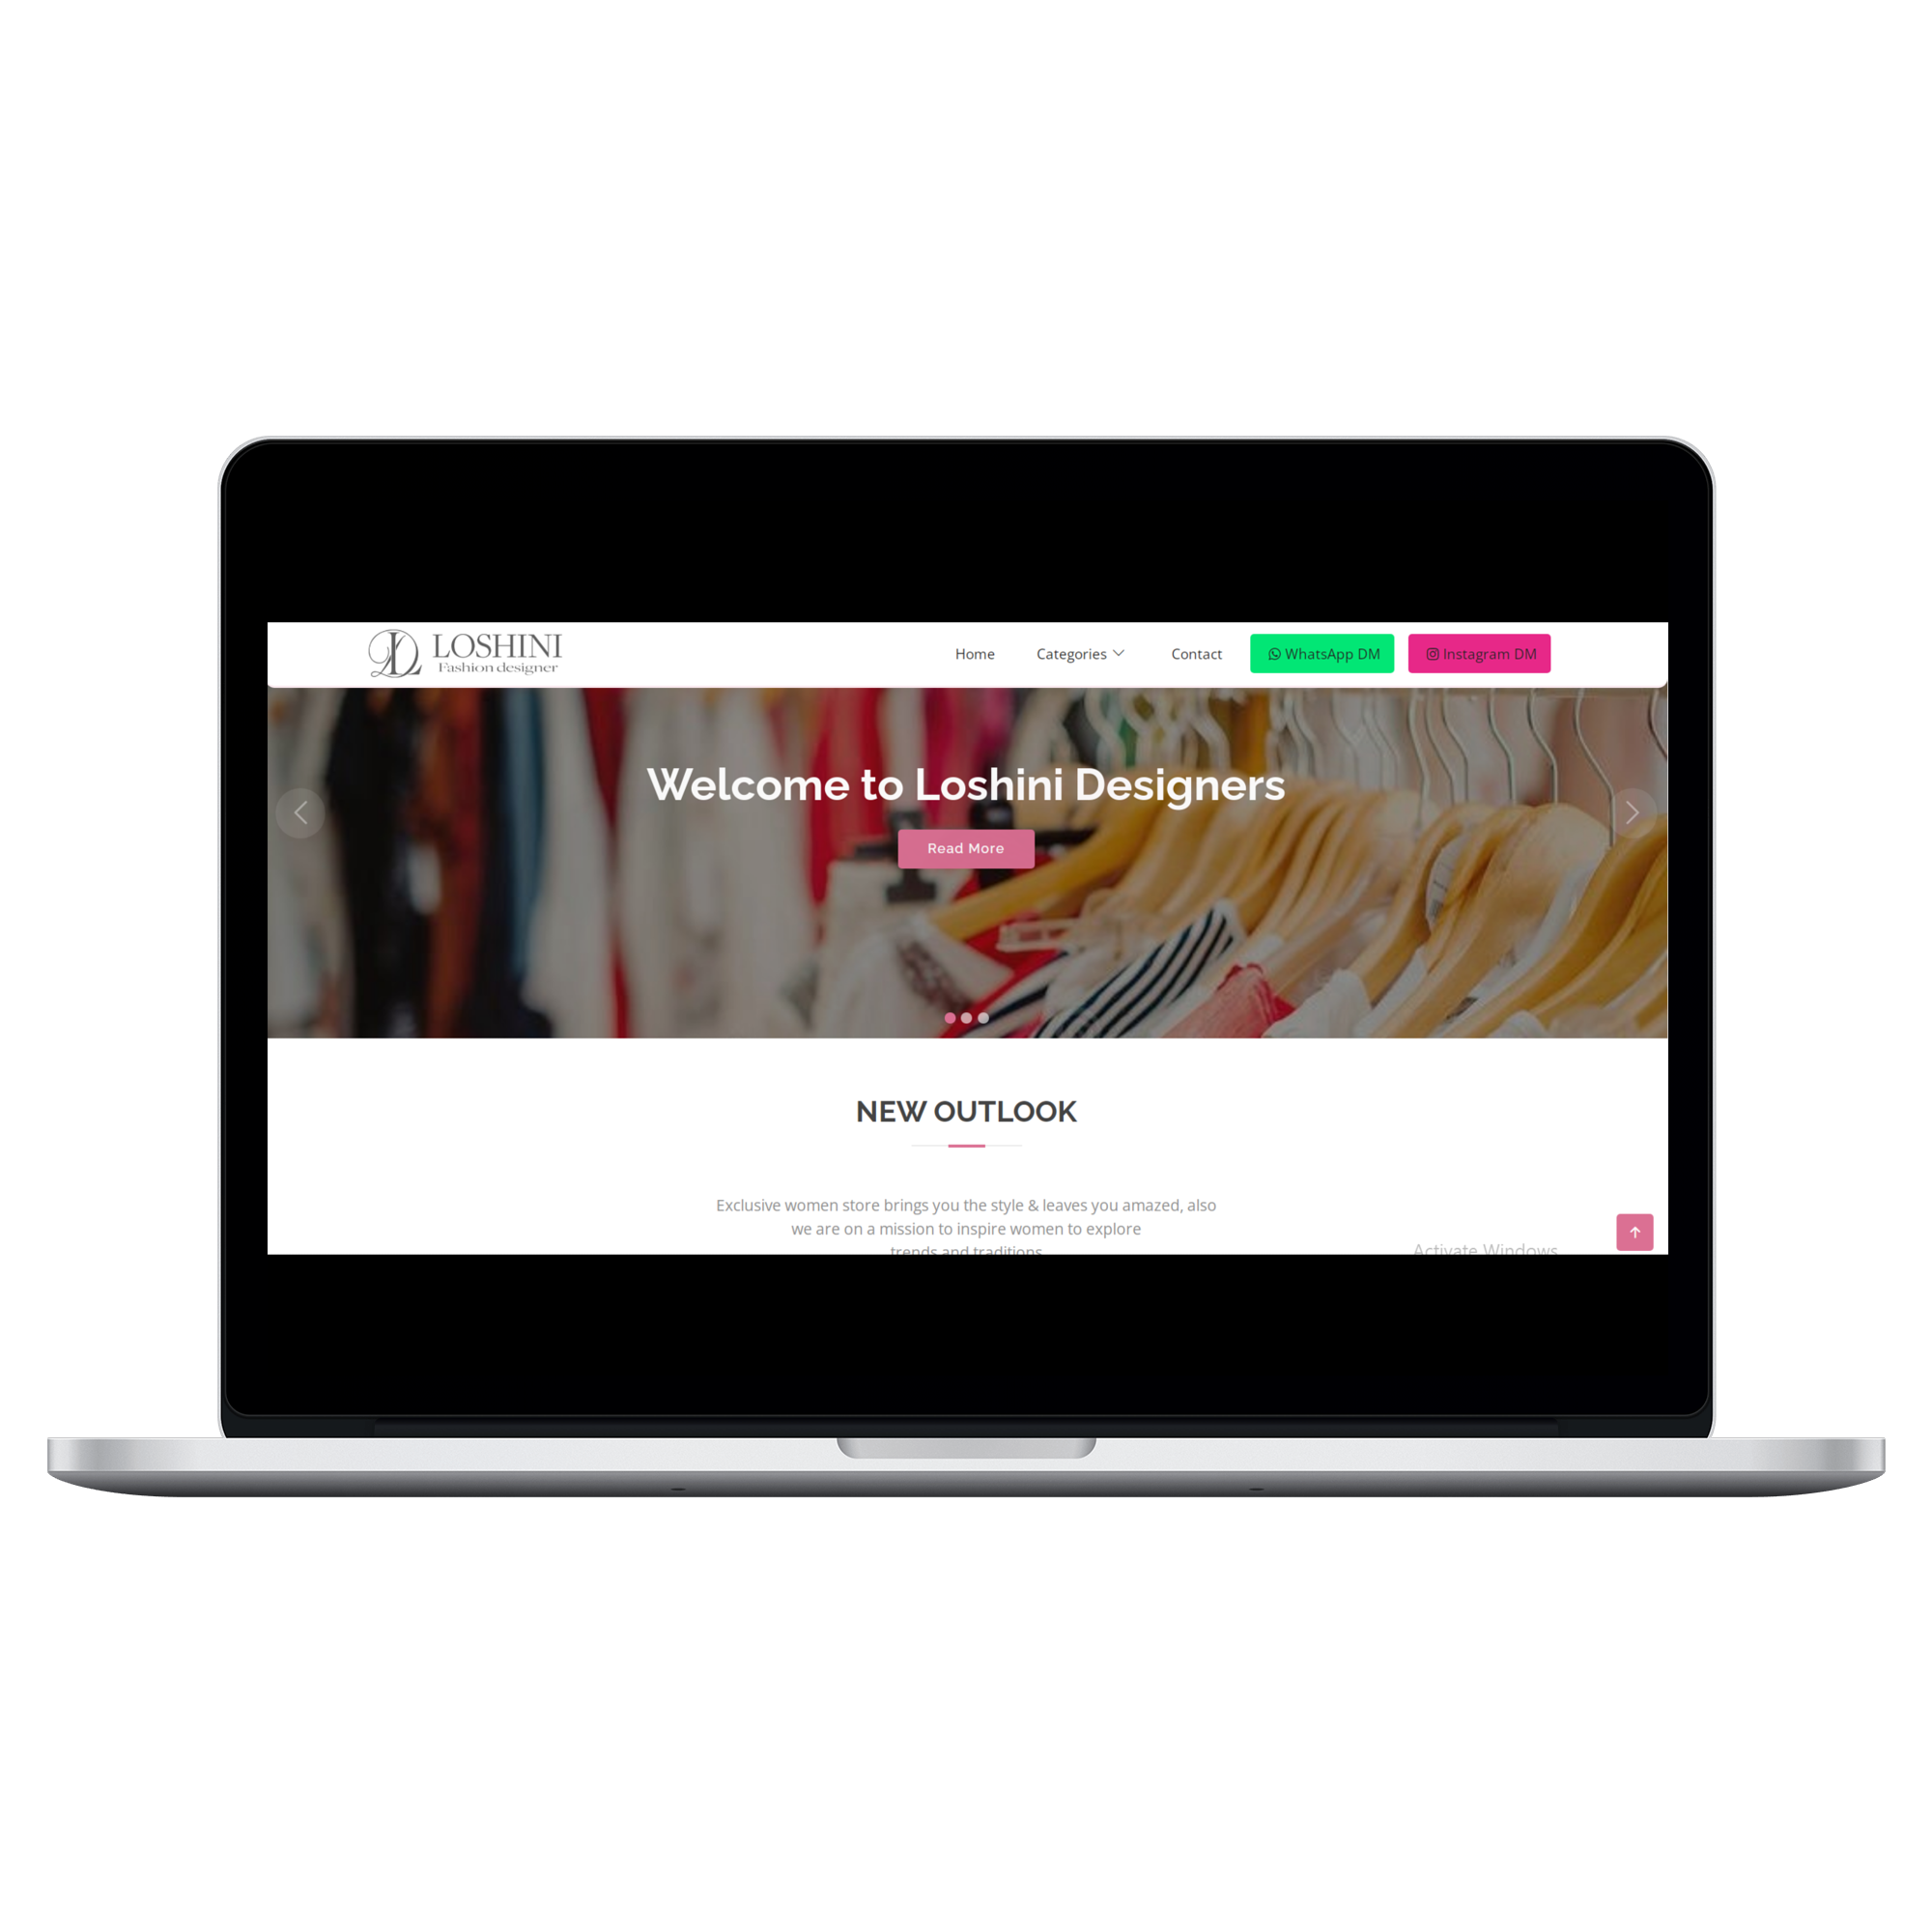 LOSHINI
Fashion designer
Home Categories Contact WhatsApp DM Instagram DM
Welcome to Loshini Designers
Read More
NEW OUTLOOK
Exclusive women store brings you the style & leaves you amazed, also
we are on a mission to inspire women to explore
trends and traditions
Activate Windows